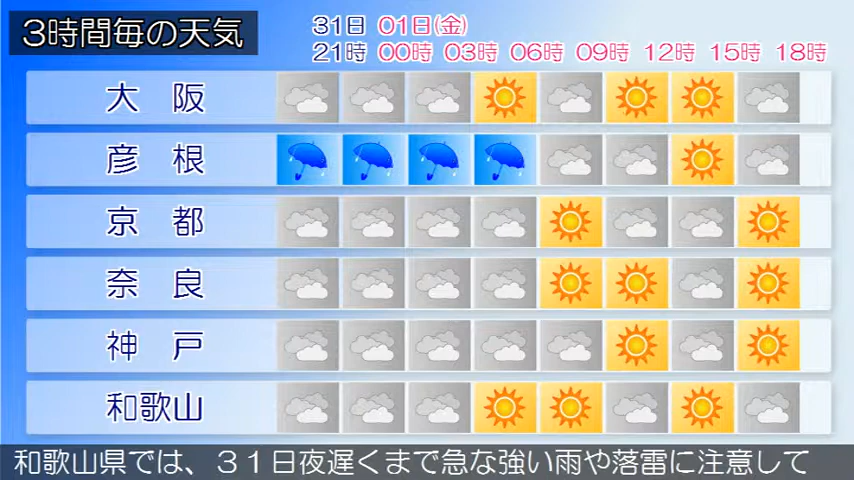 3時間毎の天気
31日 01日(金)
21時 00時 03時 06時 09時 12時 15時 18時
大 阪
彦 根
京 都
奈 良
神 戸
和歌山
和歌山県では、３１日夜遅くまで急な強い雨や落雷に注意して